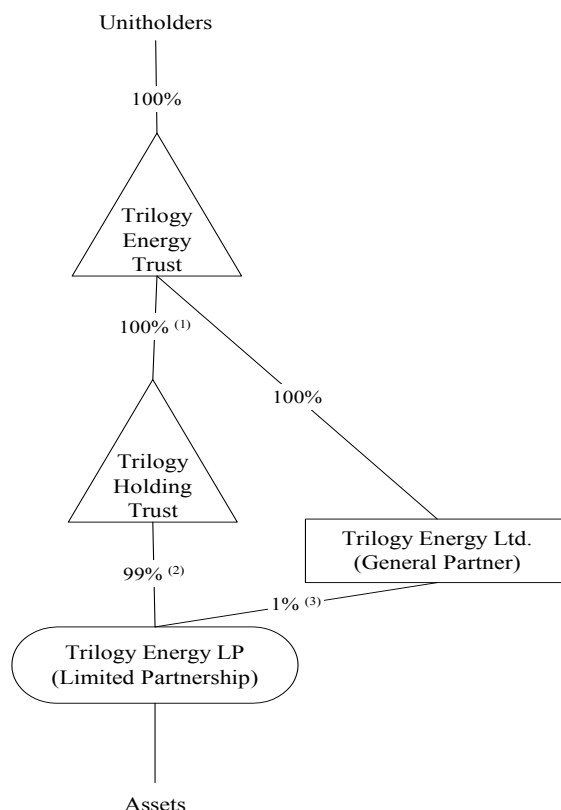 Unitholders
100%
Trilogy
Energy
Trust
100% (1)
100%
Trilogy
Holding
Trust
Trilogy Energy Ltd.
(General Partner)
99% (2)
1% (3)
Trilogy Energy LP
(Limited Partnership)
Assets